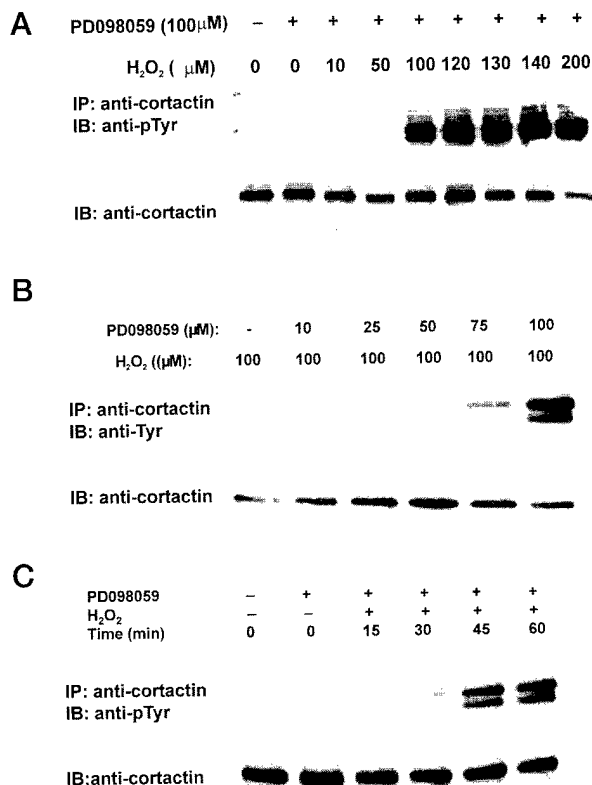 A
PD098059 (100µM) – + + + + + + + +
H₂O₂ ( µM) 0 0 10 50 100 120 130 140 200
IP: anti-cortactin
IB: anti-pTyr
IB: anti-cortactin
B
PD098059 (µM): - 10 25 50 75 100
H₂O₂ ((µM): 100 100 100 100 100 100
IP: anti-cortactin
IB: anti-Tyr
IB: anti-cortactin
C
PD098059 – + + + + +
H₂O₂ – – + + + +
Time (min) 0 0 15 30 45 60
IP: anti-cortactin
IB: anti-pTyr
IB:anti-cortactin